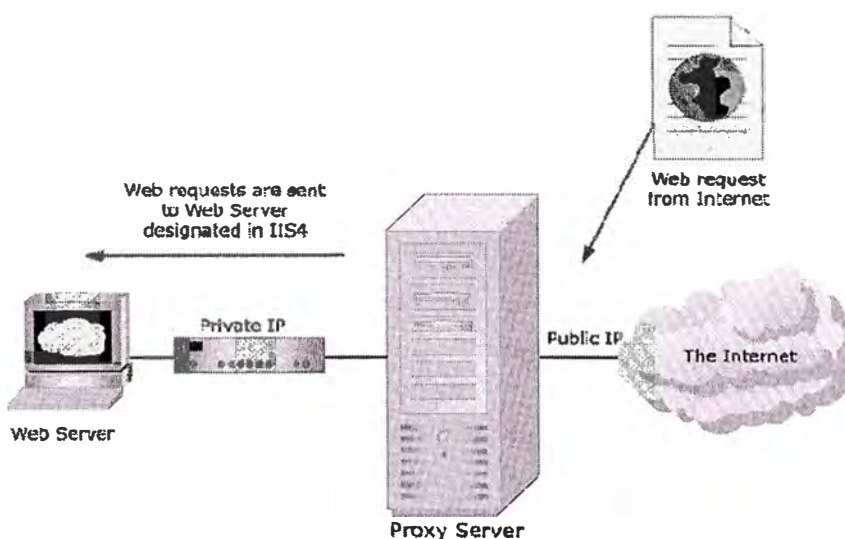 Web request
from Internet
Web requests are sent
to Web Server
designated in IIS4
Private IP
Public IP
The Internet
Web Server
Proxy Server